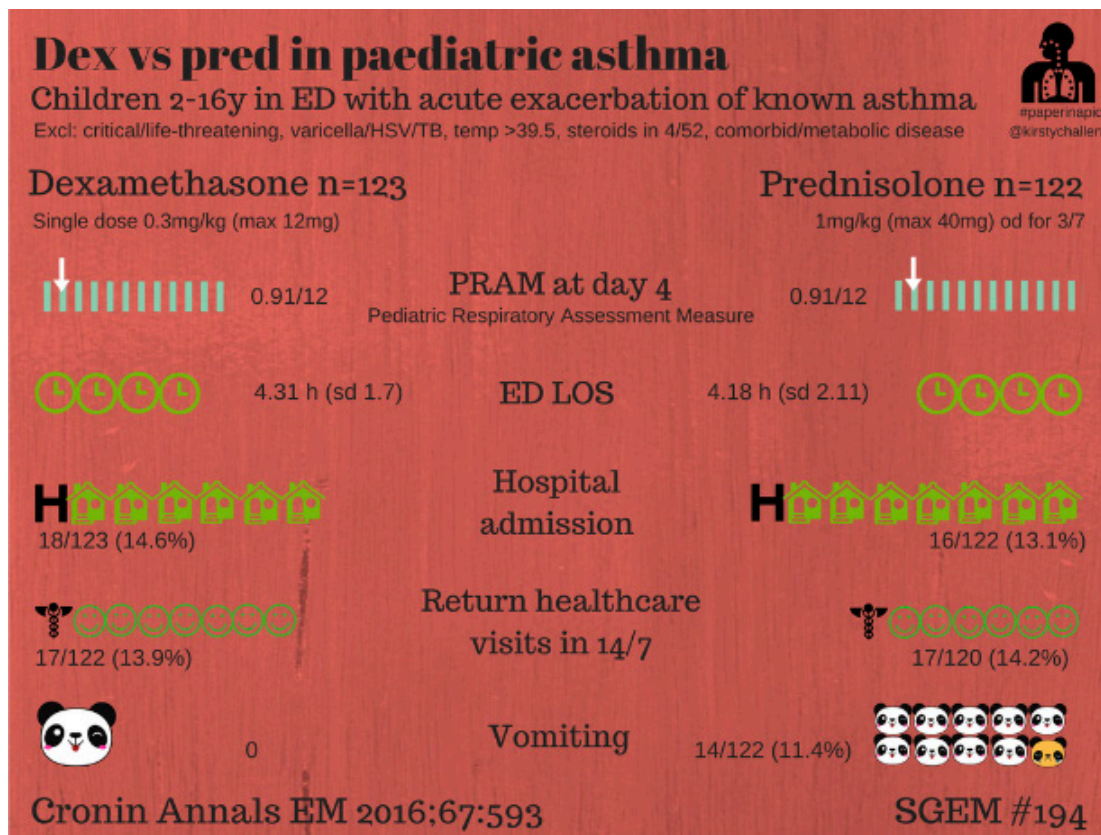 Dex vs pred in paediatric asthma
Children 2-16y in ED with acute exacerbation of known asthma
Excl: critical/life-threatening, varicella/HSV/TB, temp >39.5, steroids in 4/52, comorbid/metabolic disease
#paperinapic
@kirstychallen
Dexamethasone n=123
Prednisolone n=122
Single dose 0.3mg/kg (max 12mg)
1mg/kg (max 40mg) od for 3/7
0.91/12
PRAM at day 4
Pediatric Respiratory Assessment Measure
0.91/12
4.31 h (sd 1.7)
ED LOS
4.18 h (sd 2.11)
H
Hospital
admission
H
18/123 (14.6%)
16/122 (13.1%)
Return healthcare
visits in 14/7
17/122 (13.9%)
17/120 (14.2%)
0
Vomiting
14/122 (11.4%)
Cronin Annals EM 2016;67:593
SGEM #194